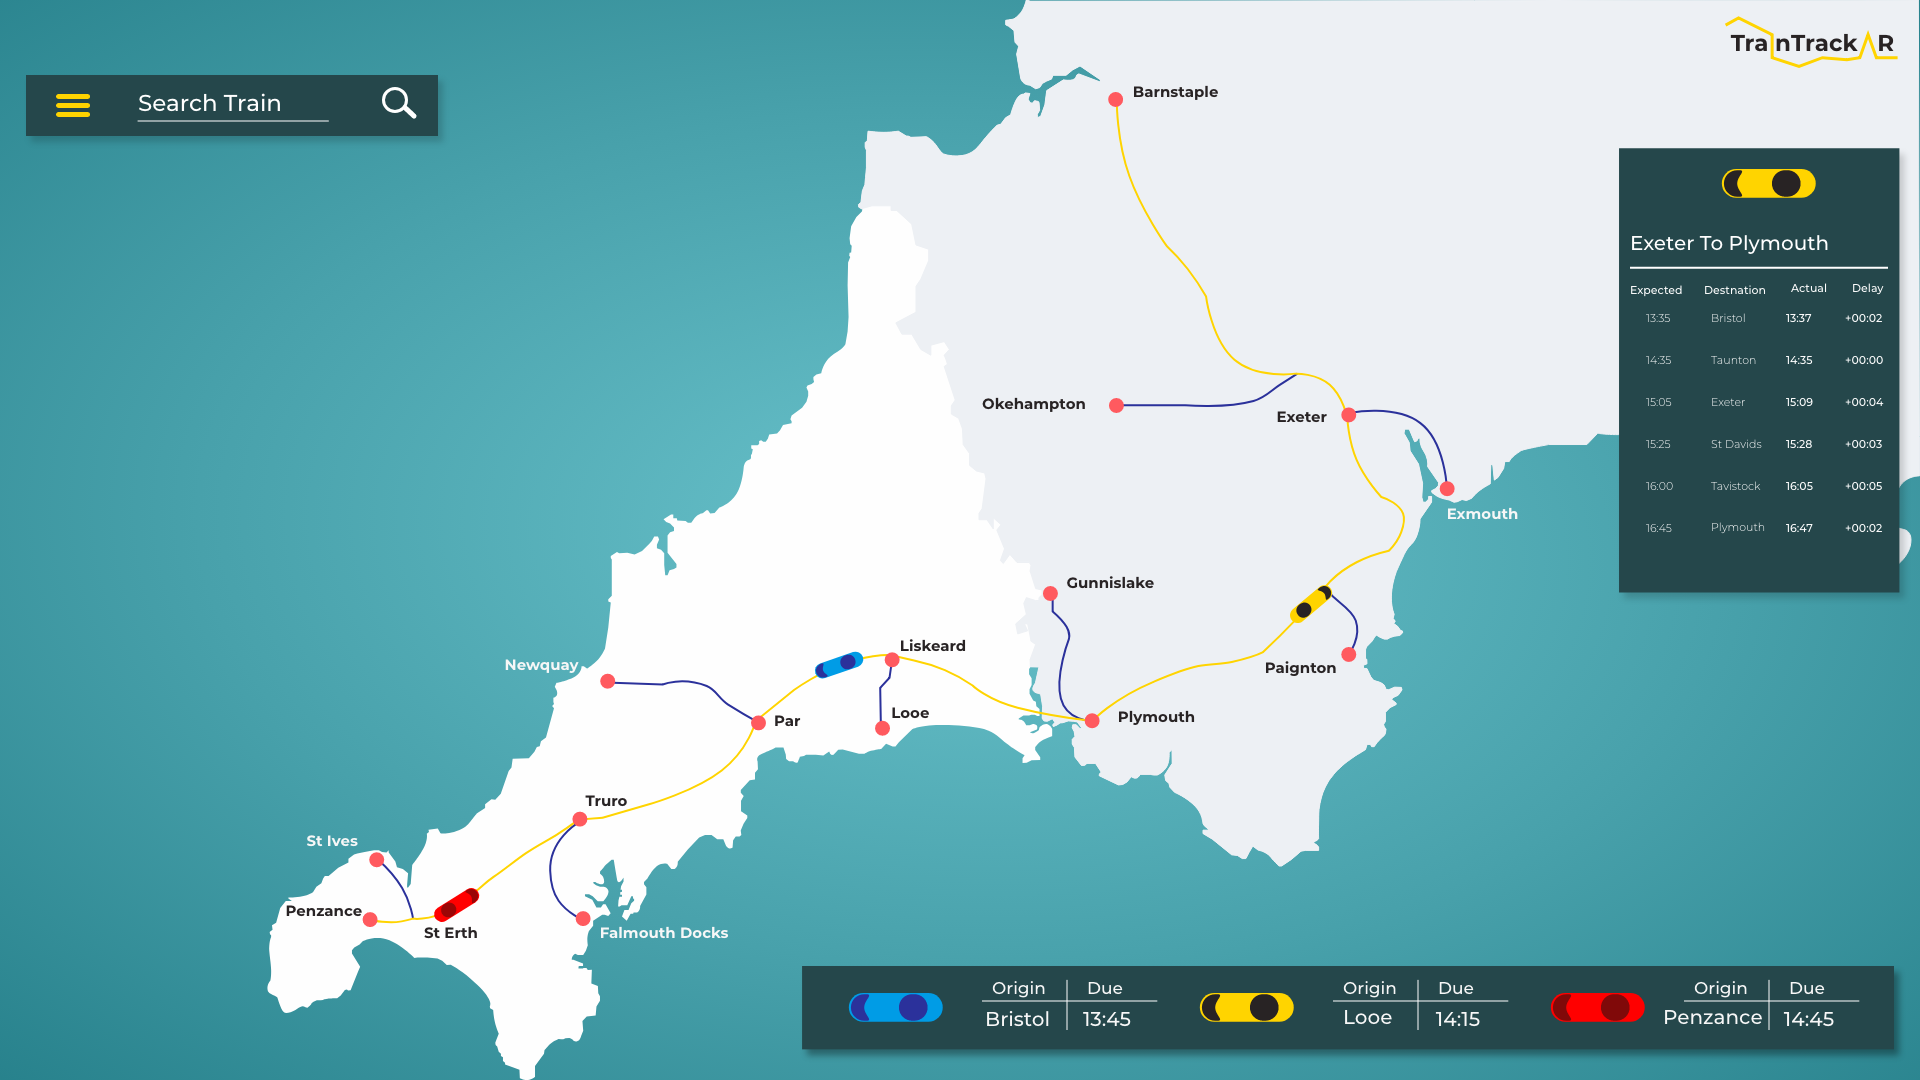 TrainTrackAR
Search Train
Barnstaple
Okehampton
Exeter
Exmouth
Gunnislake
Liskeard
Newquay
Paignton
Looe
Par
Plymouth
Truro
St Ives
Penzance
St Erth
Falmouth Docks
Exeter To Plymouth
Expected Destnation Actual Delay
13:35 Bristol 13:37 +00:02
14:35 Taunton 14:35 +00:00
15:05 Exeter 15:09 +00:04
15:25 St Davids 15:28 +00:03
16:00 Tavistock 16:05 +00:05
16:45 Plymouth 16:47 +00:02
Origin Due
Bristol 13:45
Origin Due
Looe 14:15
Origin Due
Penzance 14:45